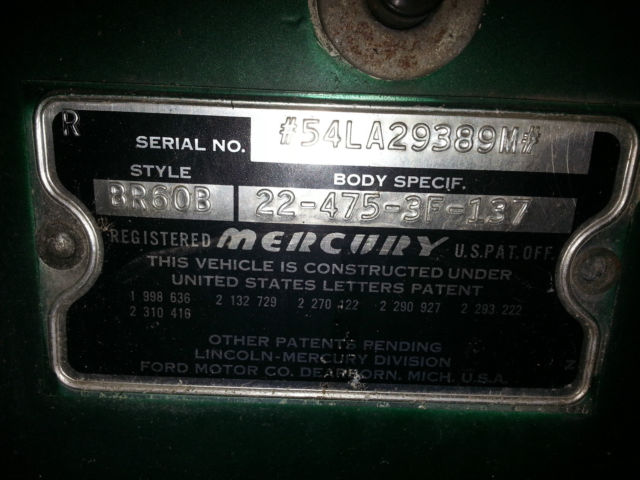 R
SERIAL NO. #54LA29389M#
STYLE BODY SPECIF.
BR60B 22-475-3F-137
REGISTERED MERCURY U.S.PAT.OFF.
THIS VEHICLE IS CONSTRUCTED UNDER
UNITED STATES LETTERS PATENT
1 998 636 2 132 729 2 270 122 2 290 927 2 293 222
2 310 416
OTHER PATENTS PENDING
LINCOLN-MERCURY DIVISION
FORD MOTOR CO. DEARBORN, MICH. U.S.A.
Z